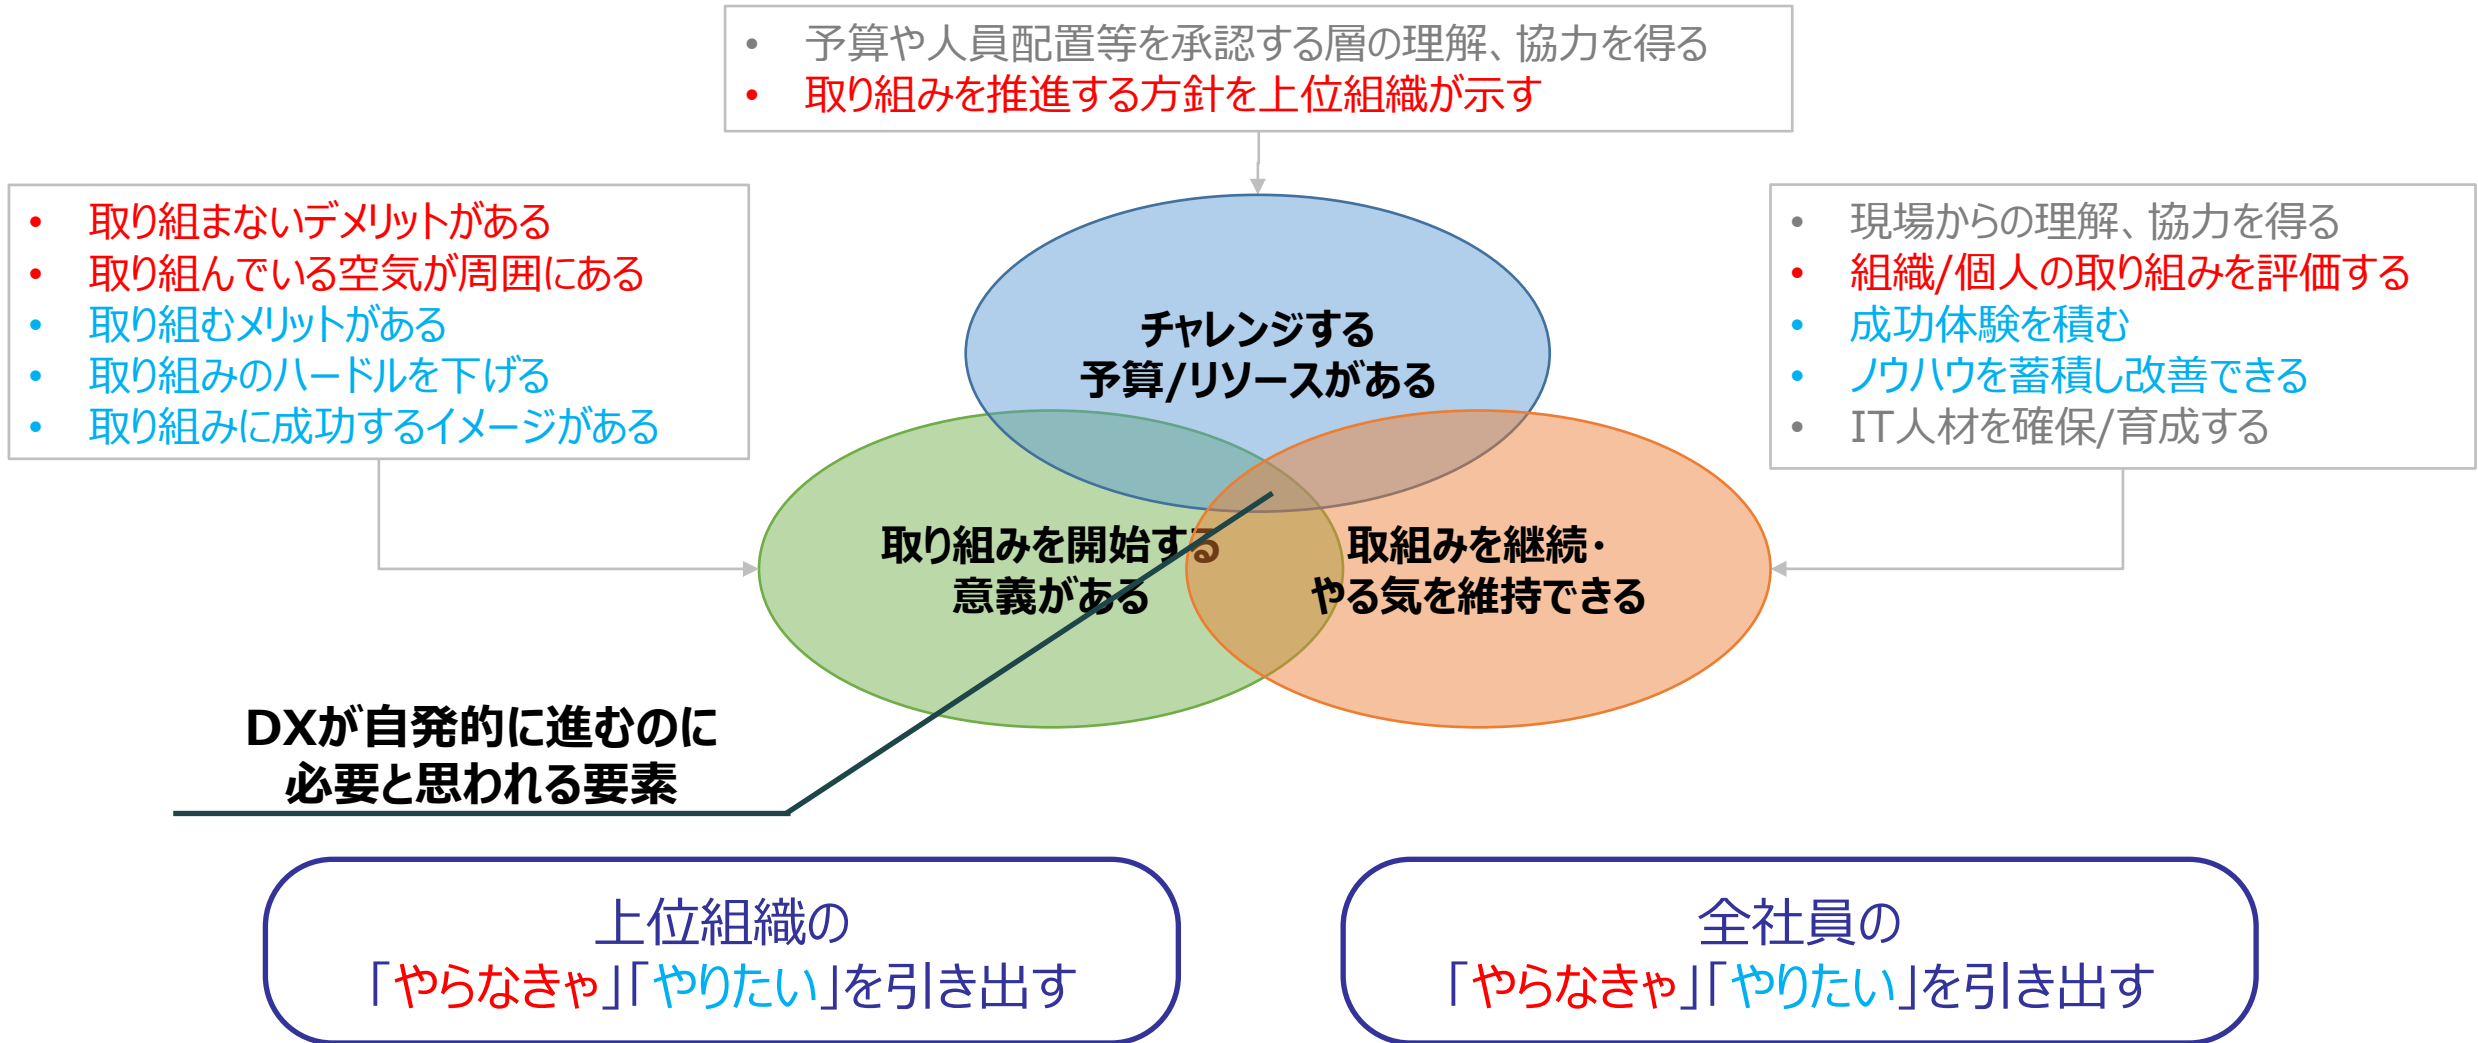 • 予算や人員配置等を承認する層の理解、協力を得る
• 取り組みを推進する方針を上位組織が示す
• 取り組まないデメリットがある
• 取り組んでいる空気が周囲にある
• 取り組むメリットがある
• 取り組みのハードルを下げる
• 取り組みに成功するイメージがある
• 現場からの理解、協力を得る
• 組織/個人の取り組みを評価する
• 成功体験を積む
• ノウハウを蓄積し改善できる
• IT人材を確保/育成する
チャレンジする
予算/リソースがある
取り組みを開始する
意義がある
取組みを継続・
やる気を維持できる
DXが自発的に進むのに
必要と思われる要素
上位組織の
「やらなきゃ」「やりたい」を引き出す
全社員の
「やらなきゃ」「やりたい」を引き出す